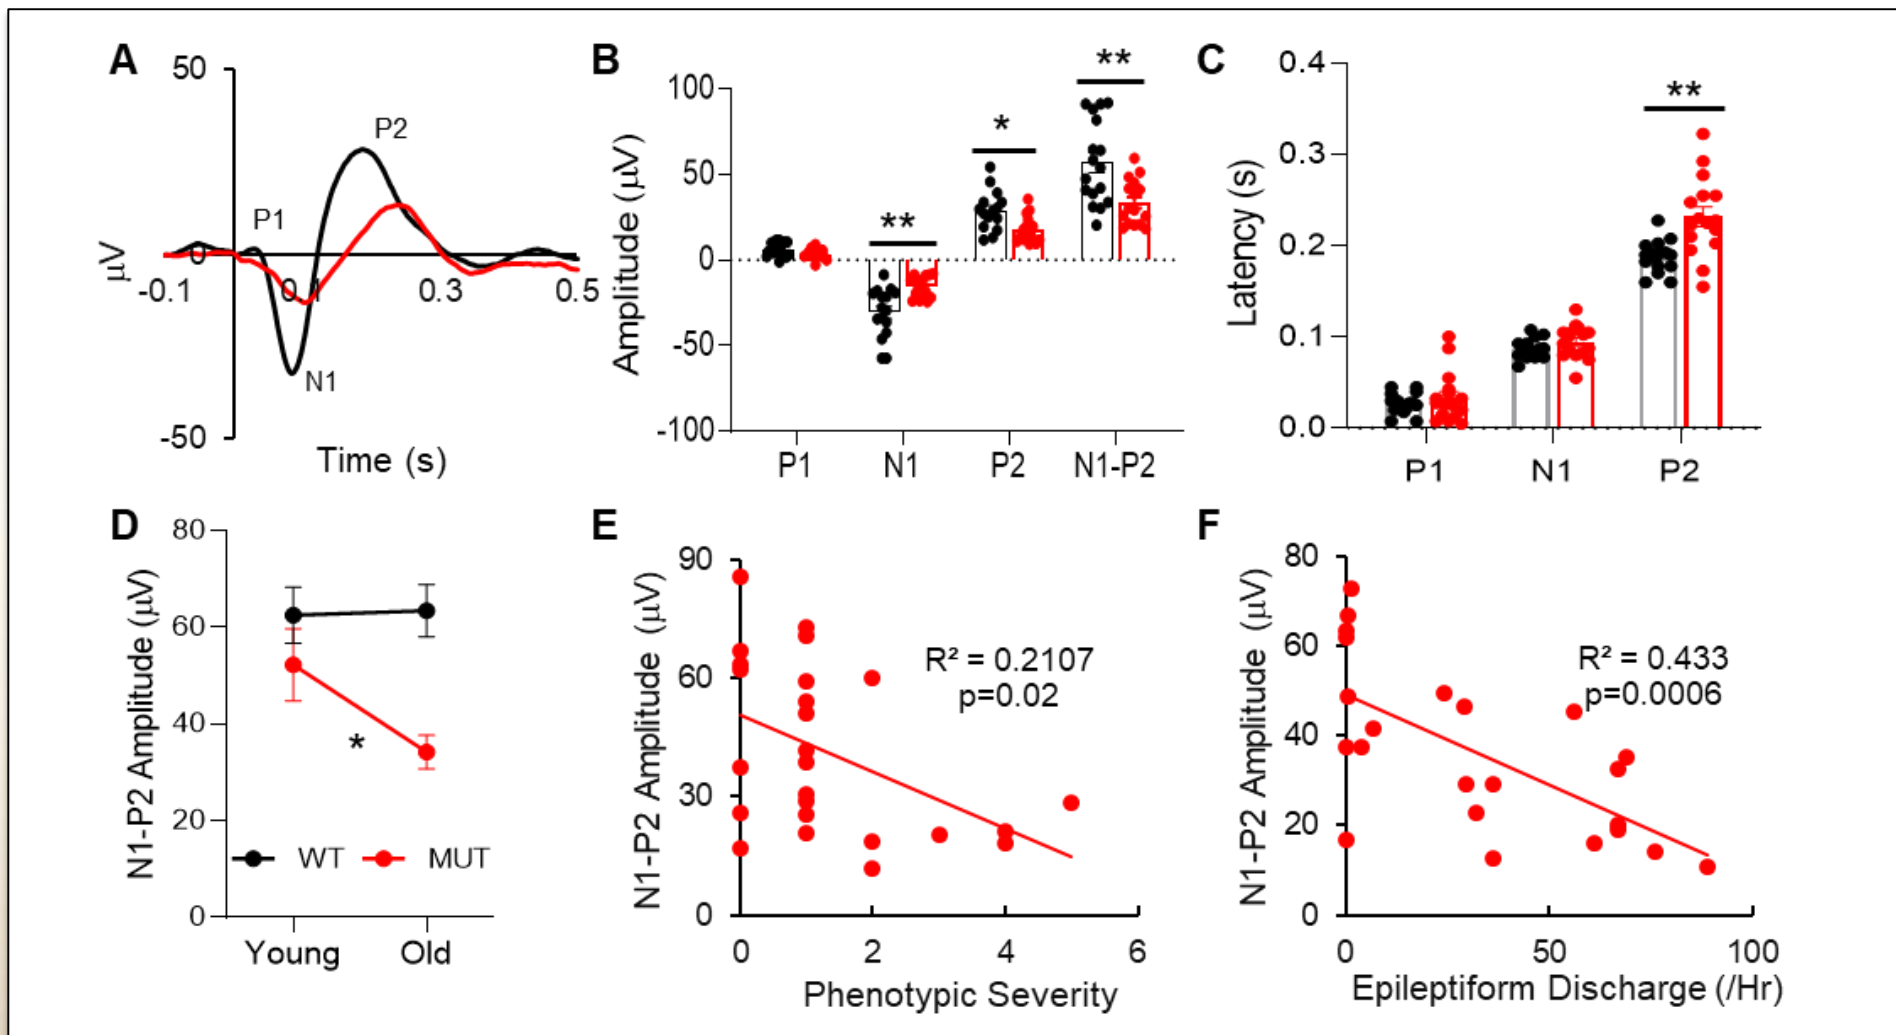 A
50
P2
P1
μV
0
-0.1
0.1
0.3
0.5
N1
-50
Time (s)
B
**
100
*
50
**
0
-50
-100
Amplitude (μV)
P1
N1
P2
N1-P2
C
0.4
**
0.3
0.2
0.1
0.0
Latency (s)
P1
N1
P2
D
80
60
40
*
20
0
N1-P2 Amplitude (μV)
WT
MUT
Young
Old
E
90
60
30
0
N1-P2 Amplitude (μV)
R² = 0.2107
p=0.02
0
2
4
6
Phenotypic Severity
F
80
60
40
20
0
N1-P2 Amplitude (μV)
R² = 0.433
p=0.0006
0
50
100
Epileptiform Discharge (/Hr)